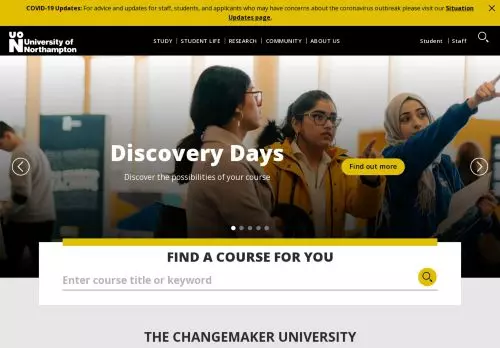 COVID-19 Updates: For advice and updates for staff, students, and applicants who may have concerns about the coronavirus outbreak please visit our Situation
Updates page.
UO
N University of
Northampton
STUDY | STUDENT LIFE | RESEARCH | COMMUNITY | ABOUT US
Student | Staff
Discovery Days
Discover the possibilities of your course
Find out more
FIND A COURSE FOR YOU
Enter course title or keyword
THE CHANGEMAKER UNIVERSITY